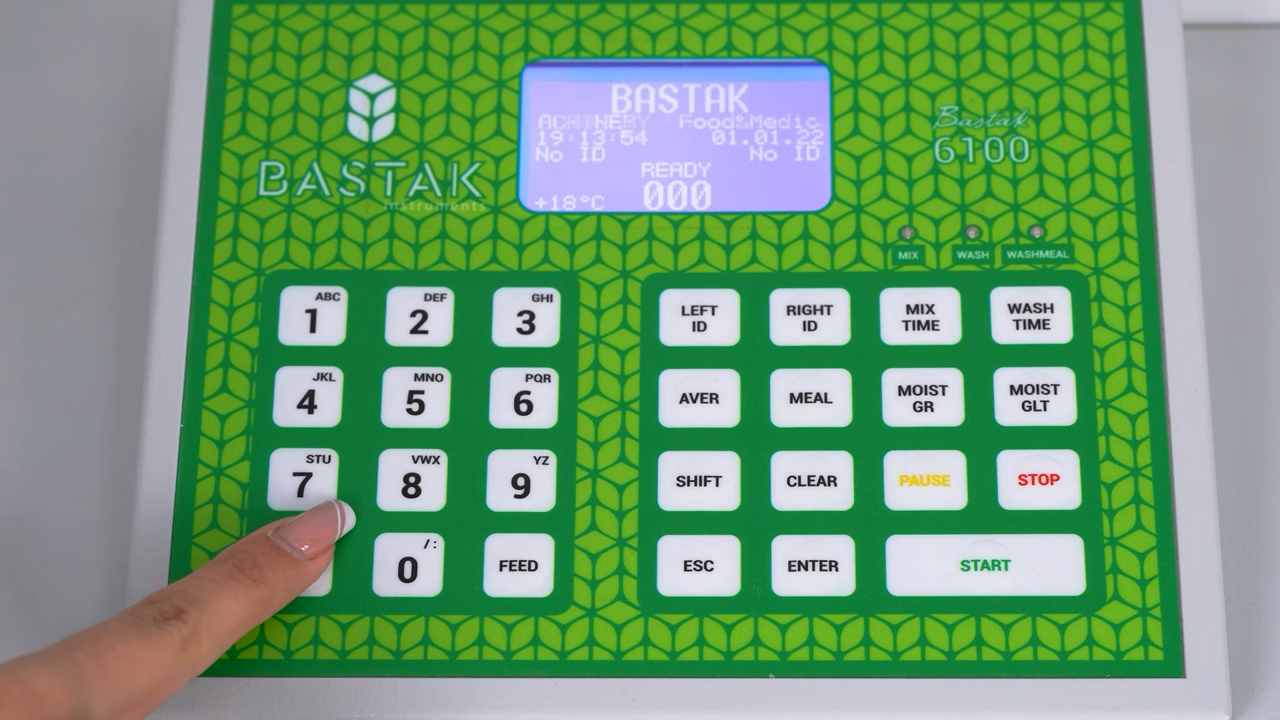 BASTAK
instruments
BASTAK
ACHINERY Food&Medic
19:13:54 01.01.22
No ID No ID
READY
+18°C 000
Bastak
6100
MIX WASH WASHMEAL
ABC DEF GHI
1 2 3
JKL MNO PQR
4 5 6
STU VWX YZ
7 8 9
/:
0 FEED
LEFT ID RIGHT ID MIX TIME WASH TIME
AVER MEAL MOIST GR MOIST GLT
SHIFT CLEAR PAUSE STOP
ESC ENTER START